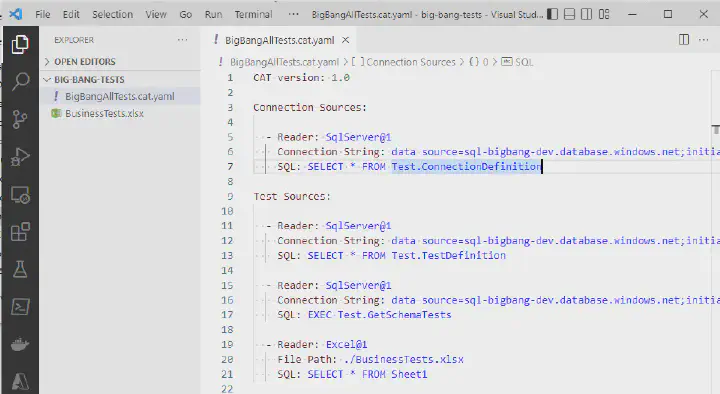 File Edit Selection View Go Run Terminal ··· BigBangAllTests.cat.yaml - big-bang-tests - Visual Stud...
EXPLORER ···
OPEN EDITORS
BIG-BANG-TESTS
! BigBangAllTests.cat.yaml
BusinessTests.xlsx
! BigBangAllTests.cat.yaml ×
! BigBangAllTests.cat.yaml > [ ] Connection Sources > {} 0 > abc SQL
1 CAT version: 1.0
2
3 Connection Sources:
4
5 - Reader: SqlServer@1
6 Connection String: data source=sql-bigbang-dev.database.windows.net;initia
7 SQL: SELECT * FROM Test.ConnectionDefinition
8
9 Test Sources:
10
11 - Reader: SqlServer@1
12 Connection String: data source=sql-bigbang-dev.database.windows.net;initia
13 SQL: SELECT * FROM Test.TestDefinition
14
15 - Reader: SqlServer@1
16 Connection String: data source=sql-bigbang-dev.database.windows.net;initia
17 SQL: EXEC Test.GetSchemaTests
18
19 - Reader: Excel@1
20 File Path: ./BusinessTests.xlsx
21 SQL: SELECT * FROM Sheet1
22